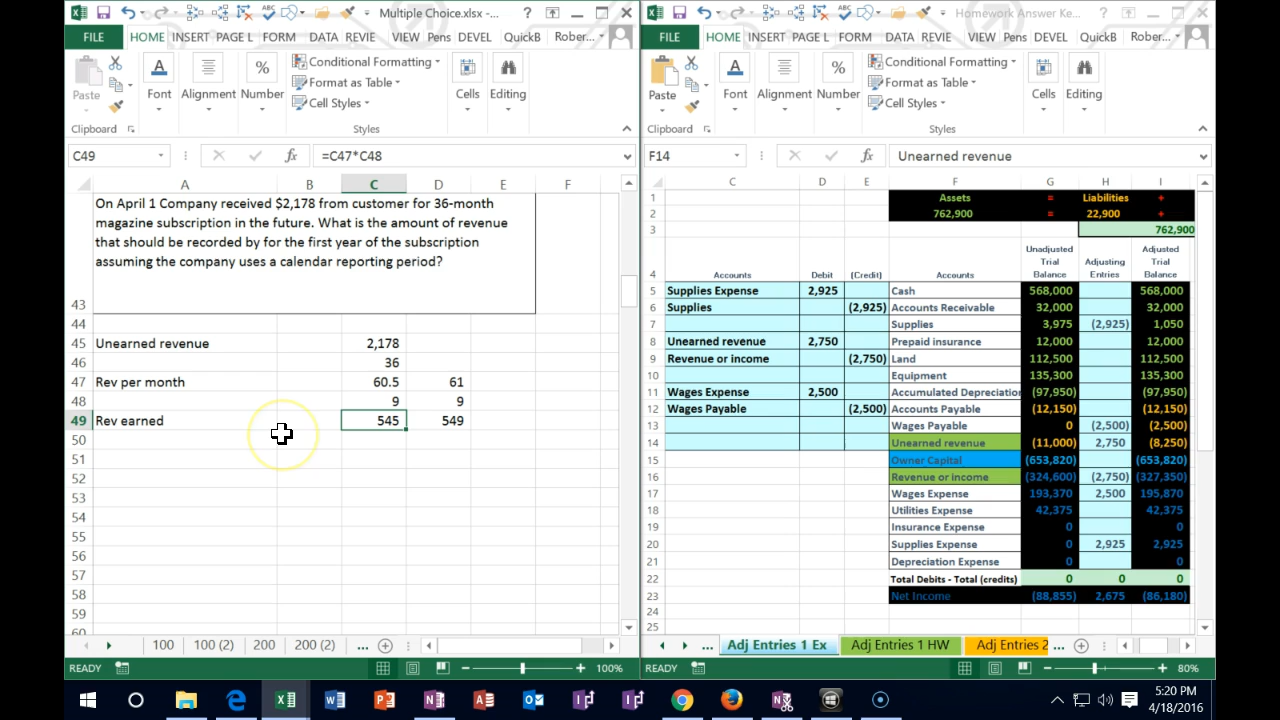 Multiple Choice.xlsx -...
FILE HOME INSERT PAGE L FORM DATA REVIE VIEW Pens DEVEL QuickB Rober...
Paste
Font
Alignment
Number
Conditional Formatting
Format as Table
Cell Styles
Cells
Editing
Clipboard
Styles
C49
=C47*C48
A B C D E F
On April 1 Company received $2,178 from customer for 36-month
magazine subscription in the future. What is the amount of revenue
that should be recorded by for the first year of the subscription
assuming the company uses a calendar reporting period?
43
44
45 Unearned revenue 2,178
46 36
47 Rev per month 60.5 61
48 9 9
49 Rev earned 545 549
50
51
52
53
54
55
56
57
58
59
60
100 100 (2) 200 200 (2) ...
READY 100%
Homework Answer Ke...
FILE HOME INSERT PAGE L FORM DATA REVIE VIEW Pens DEVEL QuickB Rober...
Paste
Font
Alignment
Number
Conditional Formatting
Format as Table
Cell Styles
Cells
Editing
Clipboard
Styles
F14
Unearned revenue
C D E F G H I
1 Assets = Liabilities +
2 762,900 = 22,900 +
3 762,900
4 Accounts Debit (Credit) Accounts Unadjusted Trial Balance Adjusting Entries Adjusted Trial Balance
5 Supplies Expense 2,925 Cash 568,000 568,000
6 Supplies (2,925) Accounts Receivable 32,000 32,000
7 Supplies 3,975 (2,925) 1,050
8 Unearned revenue 2,750 Prepaid insurance 12,000 12,000
9 Revenue or income (2,750) Land 112,500 112,500
10 Equipment 135,300 135,300
11 Wages Expense 2,500 Accumulated Depreciation (97,950) (97,950)
12 Wages Payable (2,500) Accounts Payable (12,150) (12,150)
13 Wages Payable 0 (2,500) (2,500)
14 Unearned revenue (11,000) 2,750 (8,250)
15 Owner Capital (653,820) (653,820)
16 Revenue or income (324,600) (2,750) (327,350)
17 Wages Expense 193,370 2,500 195,870
18 Utilities Expense 42,375 42,375
19 Insurance Expense 0 0
20 Supplies Expense 0 2,925 2,925
21 Depreciation Expense 0 0
22 Total Debits - Total (credits) 0 0 0
23 Net Income (88,855) 2,675 (86,180)
24
25
... Adj Entries 1 Ex Adj Entries 1 HW Adj Entries 2 ...
READY 80%
5:20 PM
4/18/2016